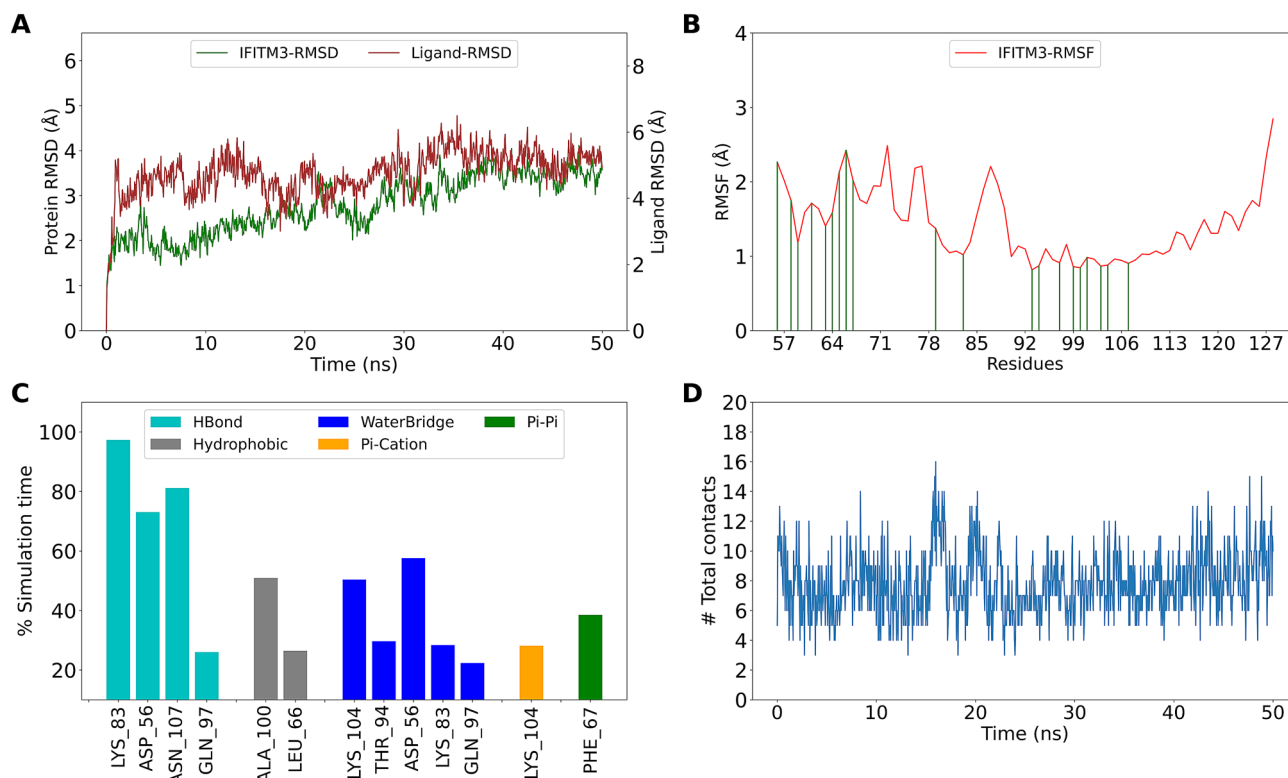 A
IFITM3-RMSD
Ligand-RMSD
Protein RMSD (Å)
0
1
2
3
4
5
6
Ligand RMSD (Å)
0
2
4
6
8
0 10 20 30 40 50
Time (ns)
B
IFITM3-RMSF
RMSF (Å)
0
1
2
3
4
57 64 71 78 85 92 99 106 113 120 127
Residues
C
HBond
Hydrophobic
WaterBridge
Pi-Cation
Pi-Pi
% Simulation time
100
80
60
40
20
LYS_83
ASP_56
ASN_107
GLN_97
ALA_100
LEU_66
LYS_104
THR_94
ASP_56
LYS_83
GLN_97
LYS_104
PHE_67
D
# Total contacts
20
18
16
14
12
10
8
6
4
2
0
0 10 20 30 40 50
Time (ns)